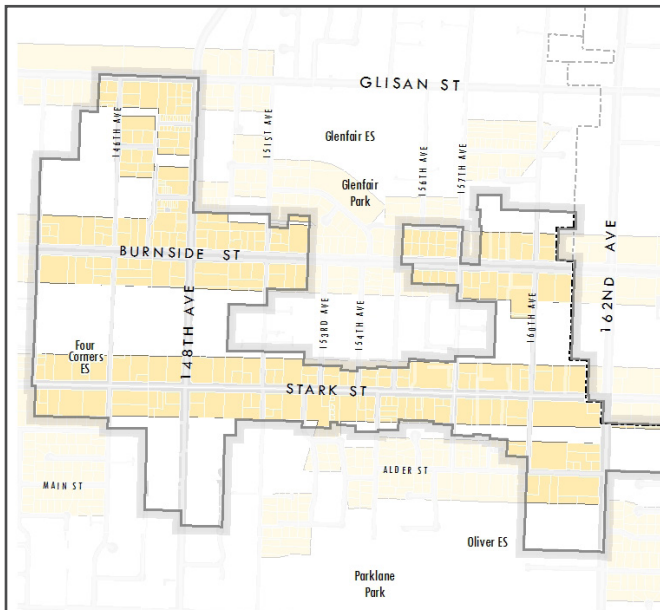 GLISAN ST
146TH AVE
151ST AVE
Glenfair ES
156TH AVE
157TH AVE
Glenfair
Park
BURNSIDE ST
162ND AVE
148TH AVE
153RD AVE
154TH AVE
160TH AVE
Four
Corners
ES
STARK ST
ALDER ST
MAIN ST
Oliver ES
Parklane
Park